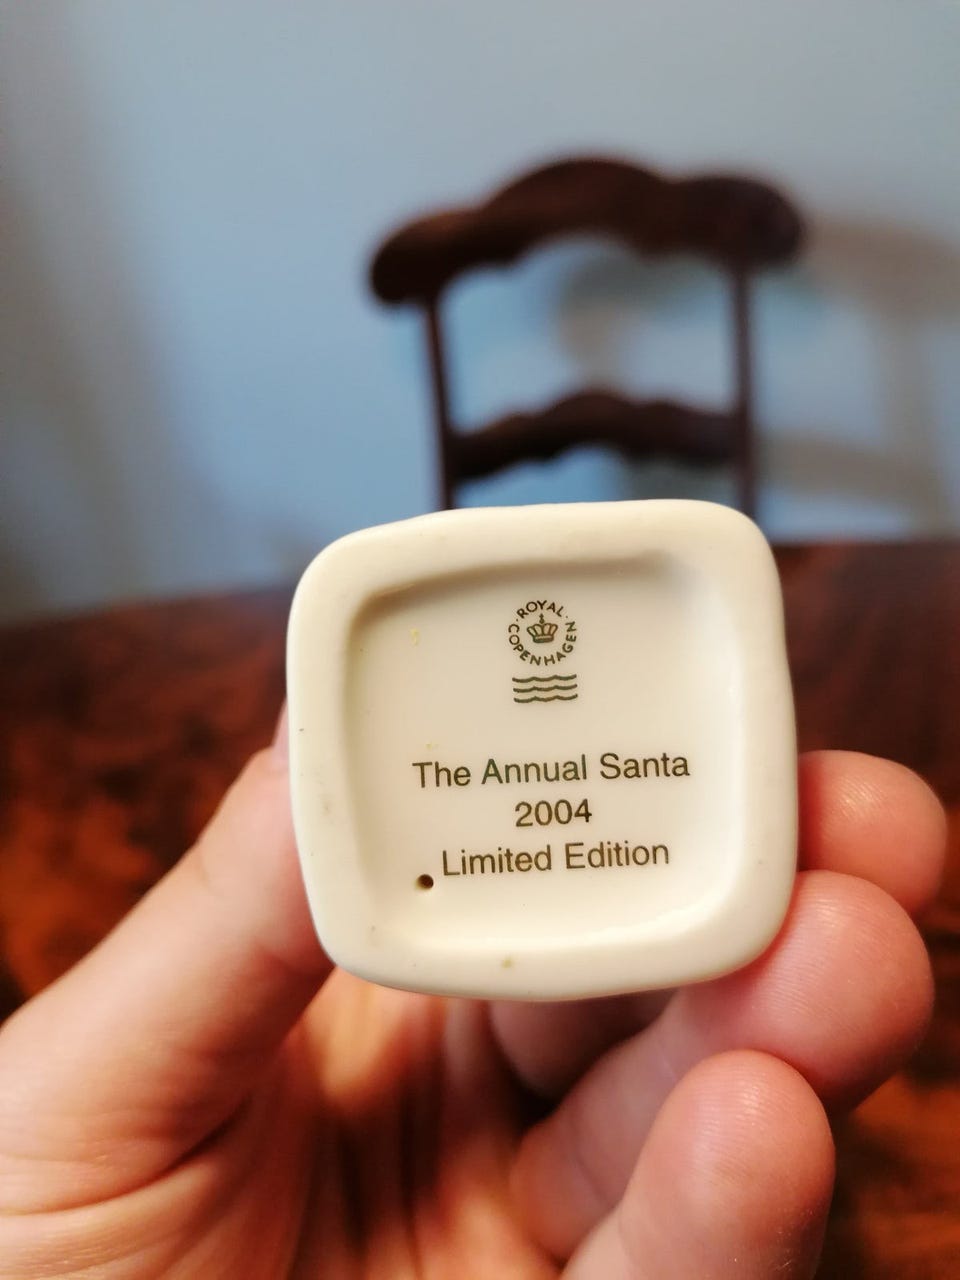 ROYAL
COPENHAGEN
The Annual Santa
2004
Limited Edition